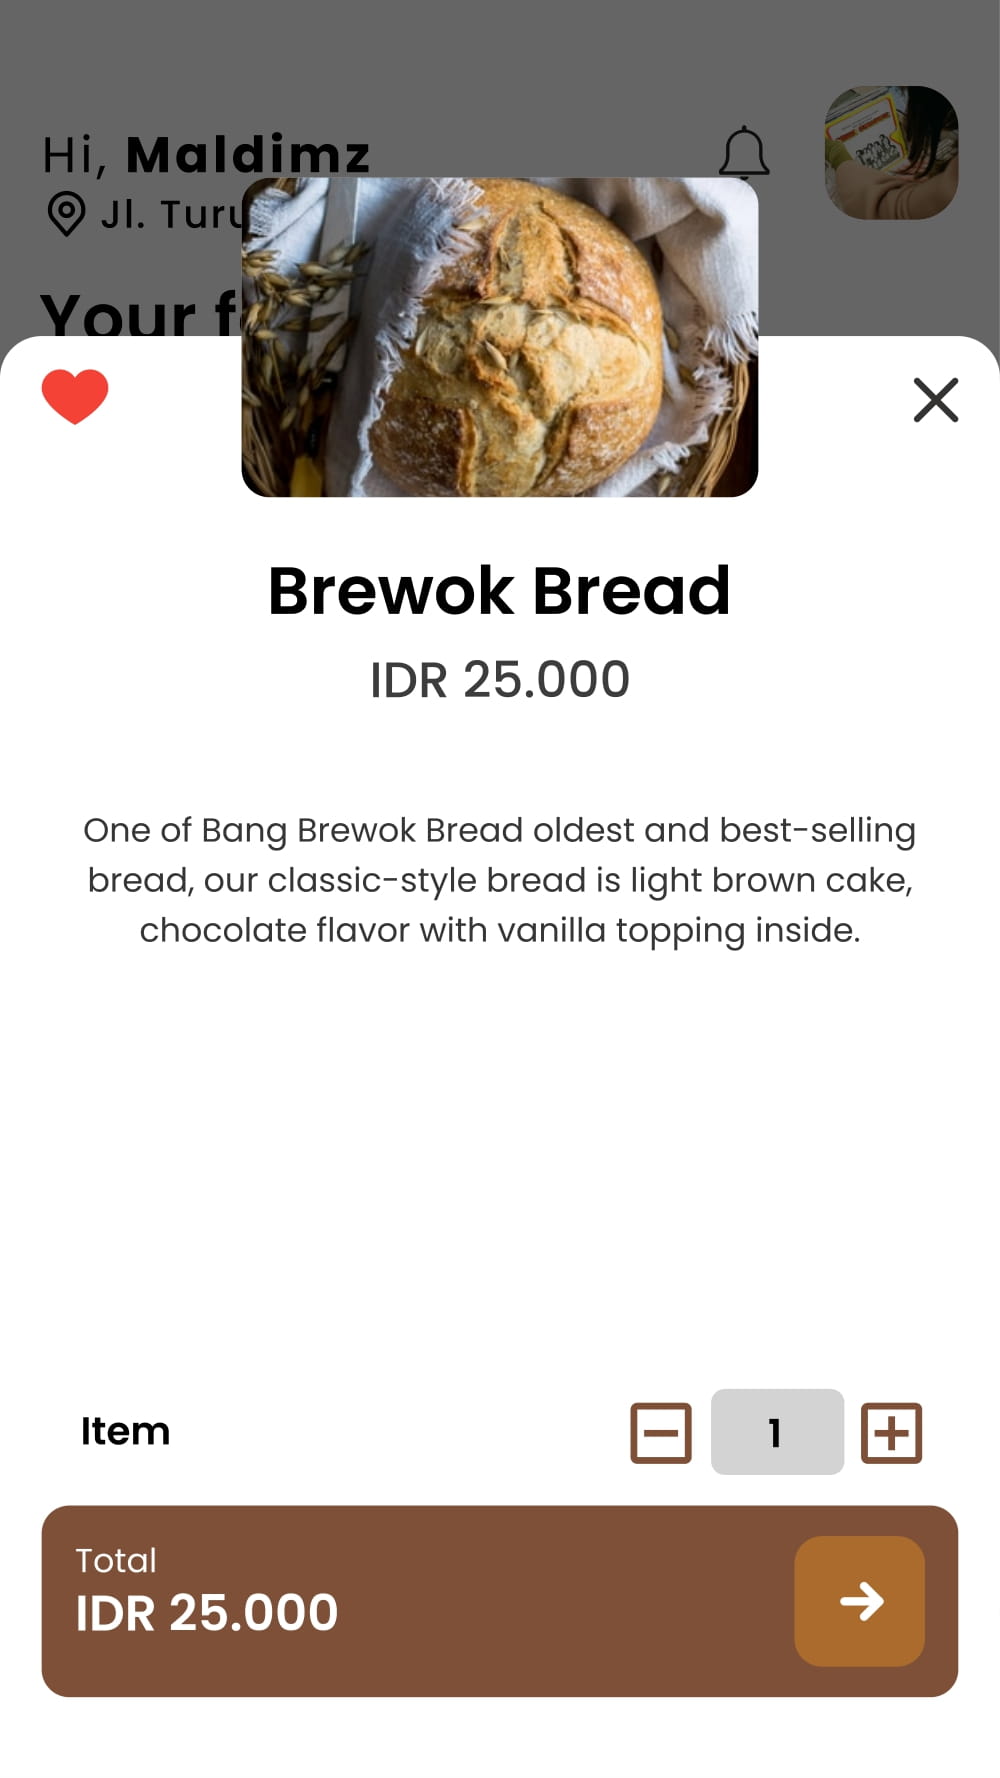 Hi, Maldimz
Jl.
Your
Brewok Bread
IDR 25.000
One of Bang Brewok Bread oldest and best-selling
bread, our classic-style bread is light brown cake,
chocolate flavor with vanilla topping inside.
Item
1
Total
IDR 25.000